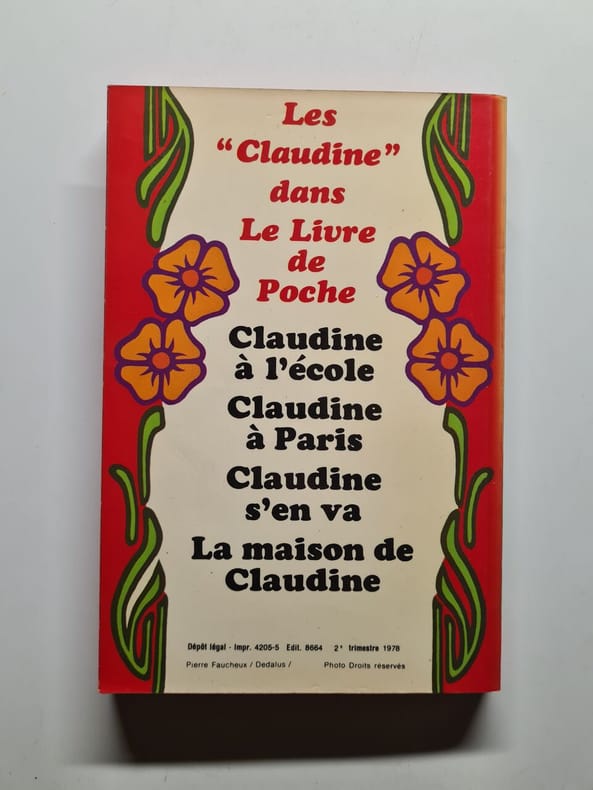 Les
“Claudine”
dans
Le Livre
de
Poche
Claudine
à l’école
Claudine
à Paris
Claudine
s’en va
La maison de
Claudine
Dépôt légal - Impr. 4205-5 Edit. 8664 2e trimestre 1978
Pierre Faucheux / Dedalus / Photo Droits réservés